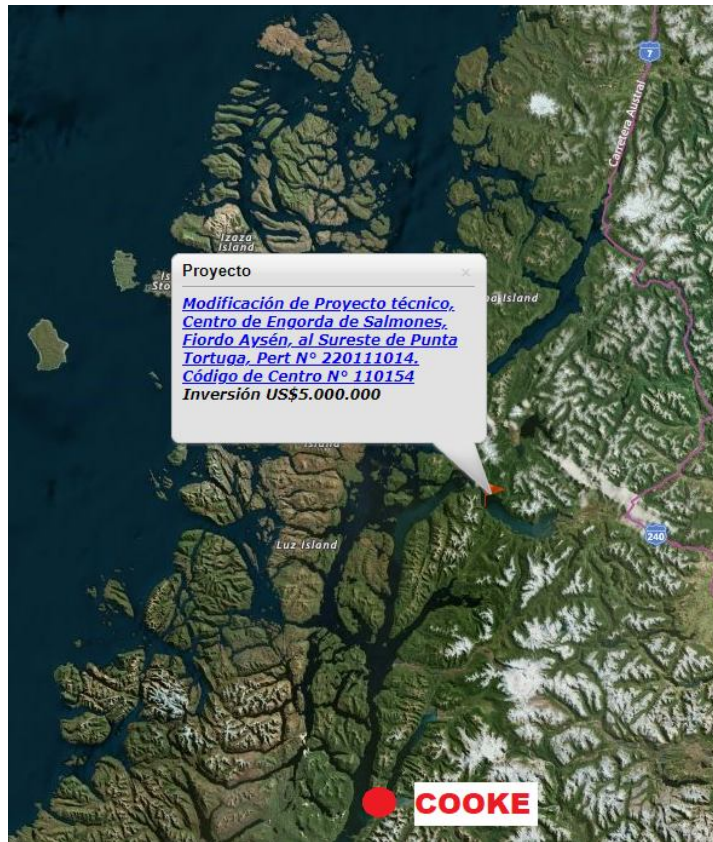 7
Carretera Austral
Izaza
Island
Proyecto
Modificación de Proyecto técnico,
Centro de Engorda de Salmones,
Fiordo Aysén, al Sureste de Punta
Tortuga, Pert N° 220111014.
Código de Centro N° 110154
Inversión US$5.000.000
Island
Island
240
Luz Island
COOKE